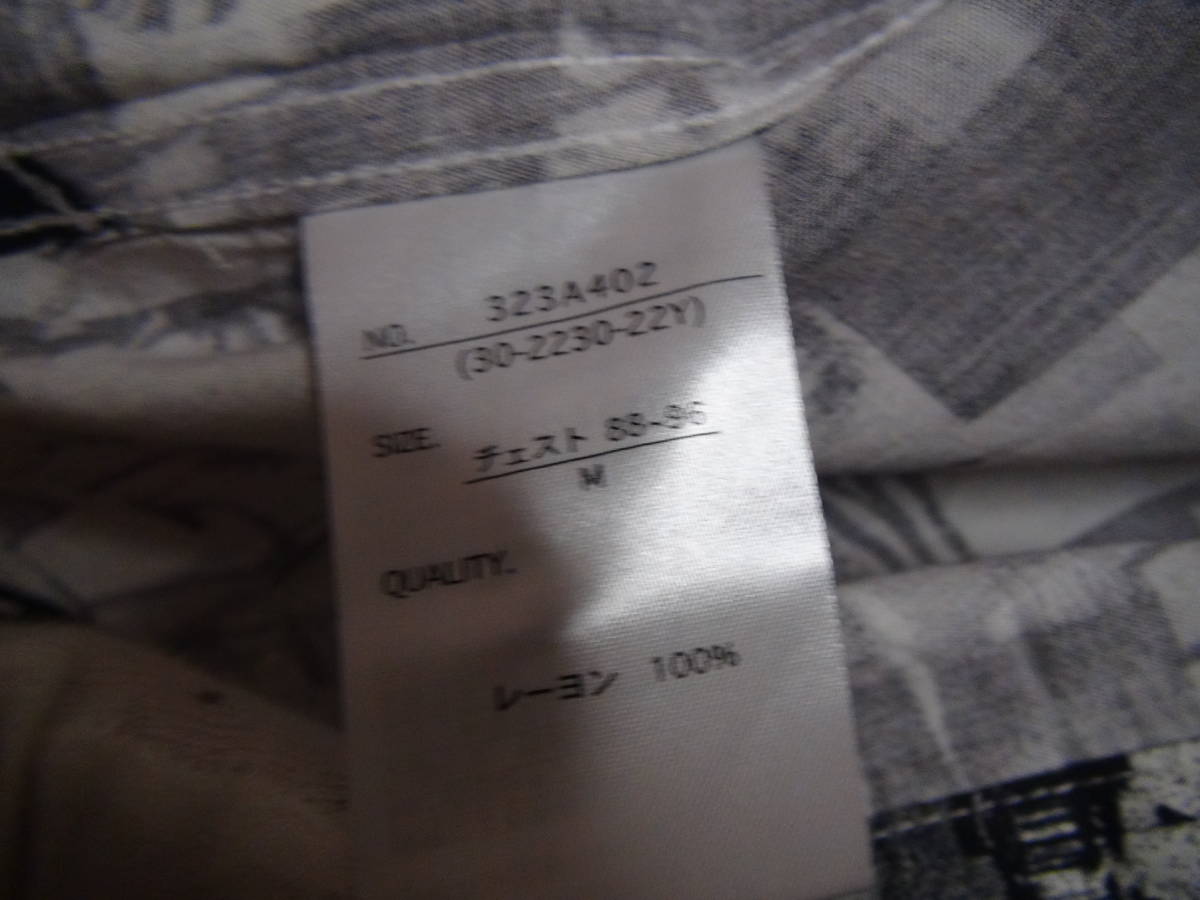 NO. 323A402
(30-2230-22Y)
SIZE. チェスト 88-96
M
QUALITY.
レーヨン 100%